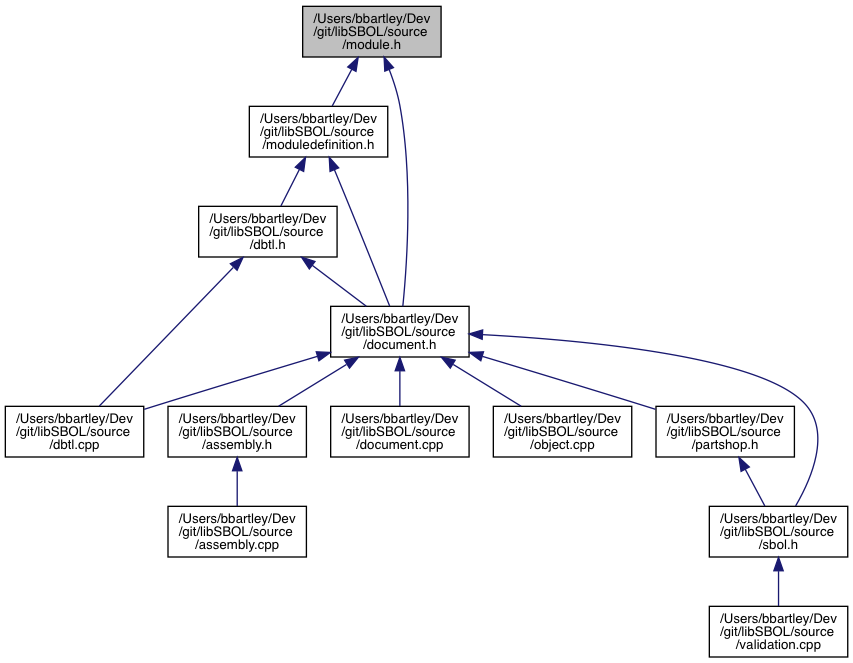 /Users/bbartley/Dev
/git/libSBOL/source
/module.h
/Users/bbartley/Dev
/git/libSBOL/source
/moduledefinition.h
/Users/bbartley/Dev
/git/libSBOL/source
/dbtl.h
/Users/bbartley/Dev
/git/libSBOL/source
/document.h
/Users/bbartley/Dev
/git/libSBOL/source
/dbtl.cpp
/Users/bbartley/Dev
/git/libSBOL/source
/assembly.h
/Users/bbartley/Dev
/git/libSBOL/source
/document.cpp
/Users/bbartley/Dev
/git/libSBOL/source
/object.cpp
/Users/bbartley/Dev
/git/libSBOL/source
/partshop.h
/Users/bbartley/Dev
/git/libSBOL/source
/assembly.cpp
/Users/bbartley/Dev
/git/libSBOL/source
/sbol.h
/Users/bbartley/Dev
/git/libSBOL/source
/validation.cpp